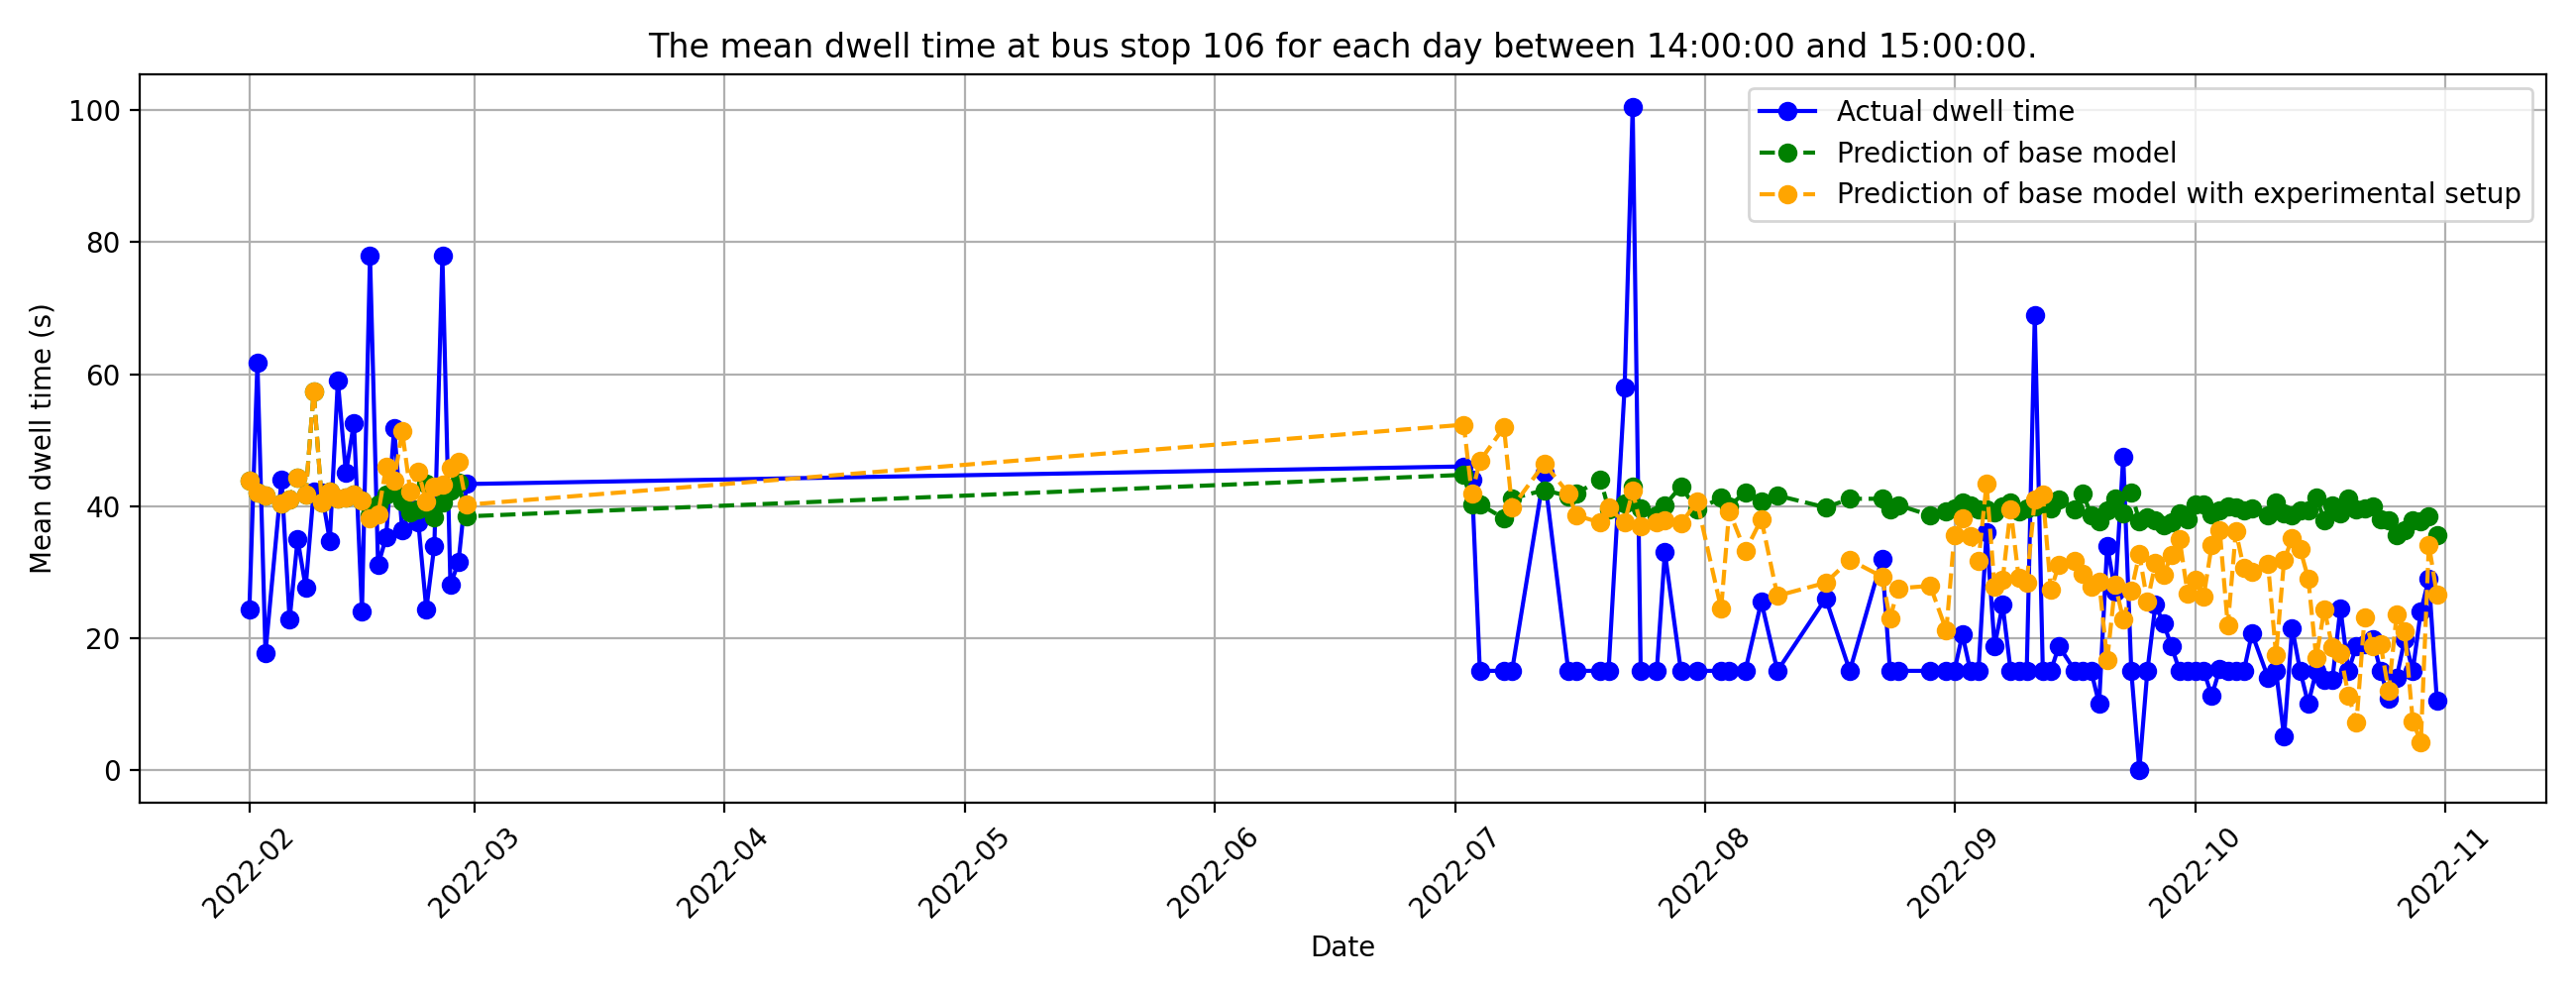 The mean dwell time at bus stop 106 for each day between 14:00:00 and 15:00:00.
Actual dwell time
Prediction of base model
Prediction of base model with experimental setup
Mean dwell time (s)
100
80
60
40
20
0
2022-02
2022-03
2022-04
2022-05
2022-06
2022-07
2022-08
2022-09
2022-10
2022-11
Date